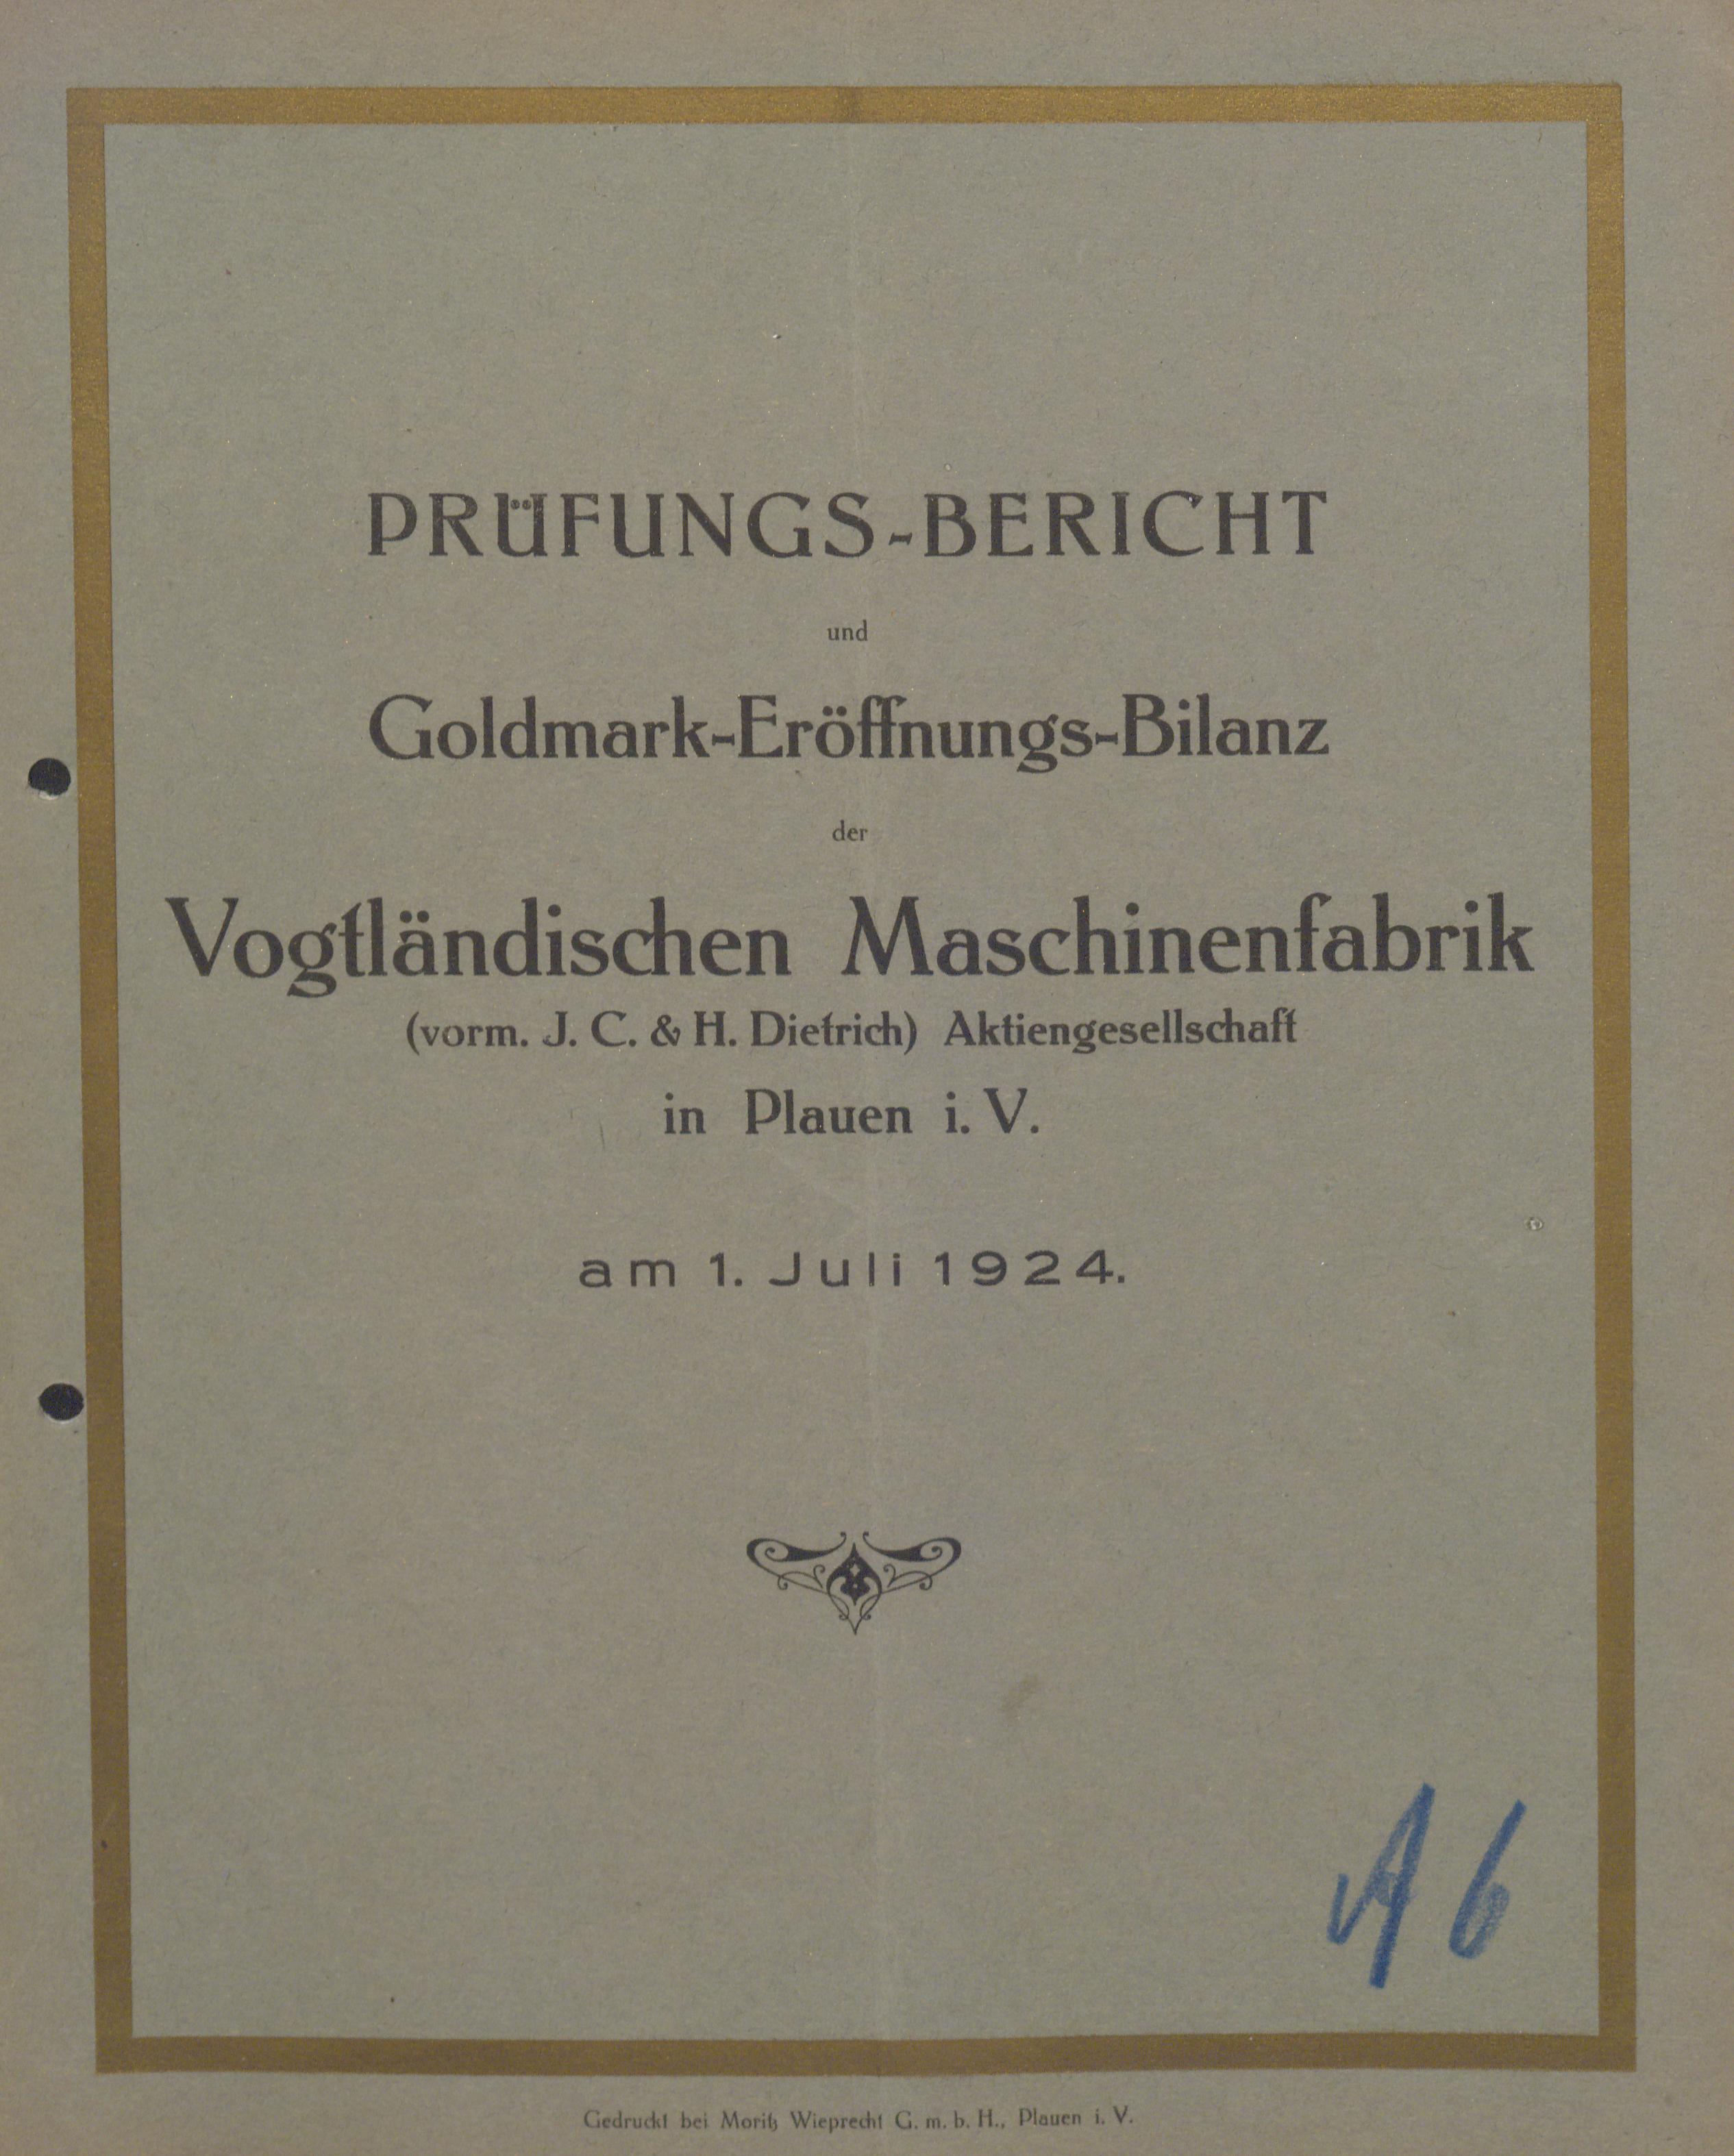 PRÜFUNGS-BERICHT
und
Goldmark-Eröffnungs-Bilanz
der
Vogtländischen Maschinenfabrik
(vorm. J. C. & H. Dietrich) Aktiengesellschaft
in Plauen i. V.
am 1. Juli 1924.
A 6
Gedruckt bei Moritz Wieprecht G. m. b. H., Plauen i. V.